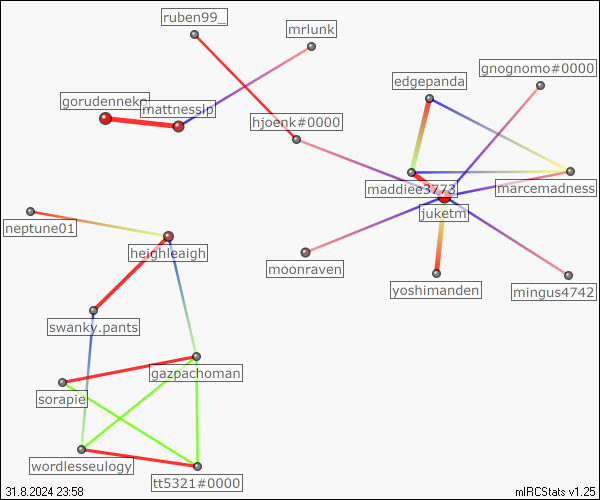 ruben99_
mrlunk
gnognomo#0000
edgepanda
gorudenneko
mattnesslp
hjoenk#0000
maddiee3773
marcemadness
juketm
neptune01
heighleaigh
moonraven
yoshimanden
mingus4742
swanky.pants
gazpachoman
sorapie
wordlesseulogy
tt5321#0000
31.8.2024 23:58
mIRCStats v1.25